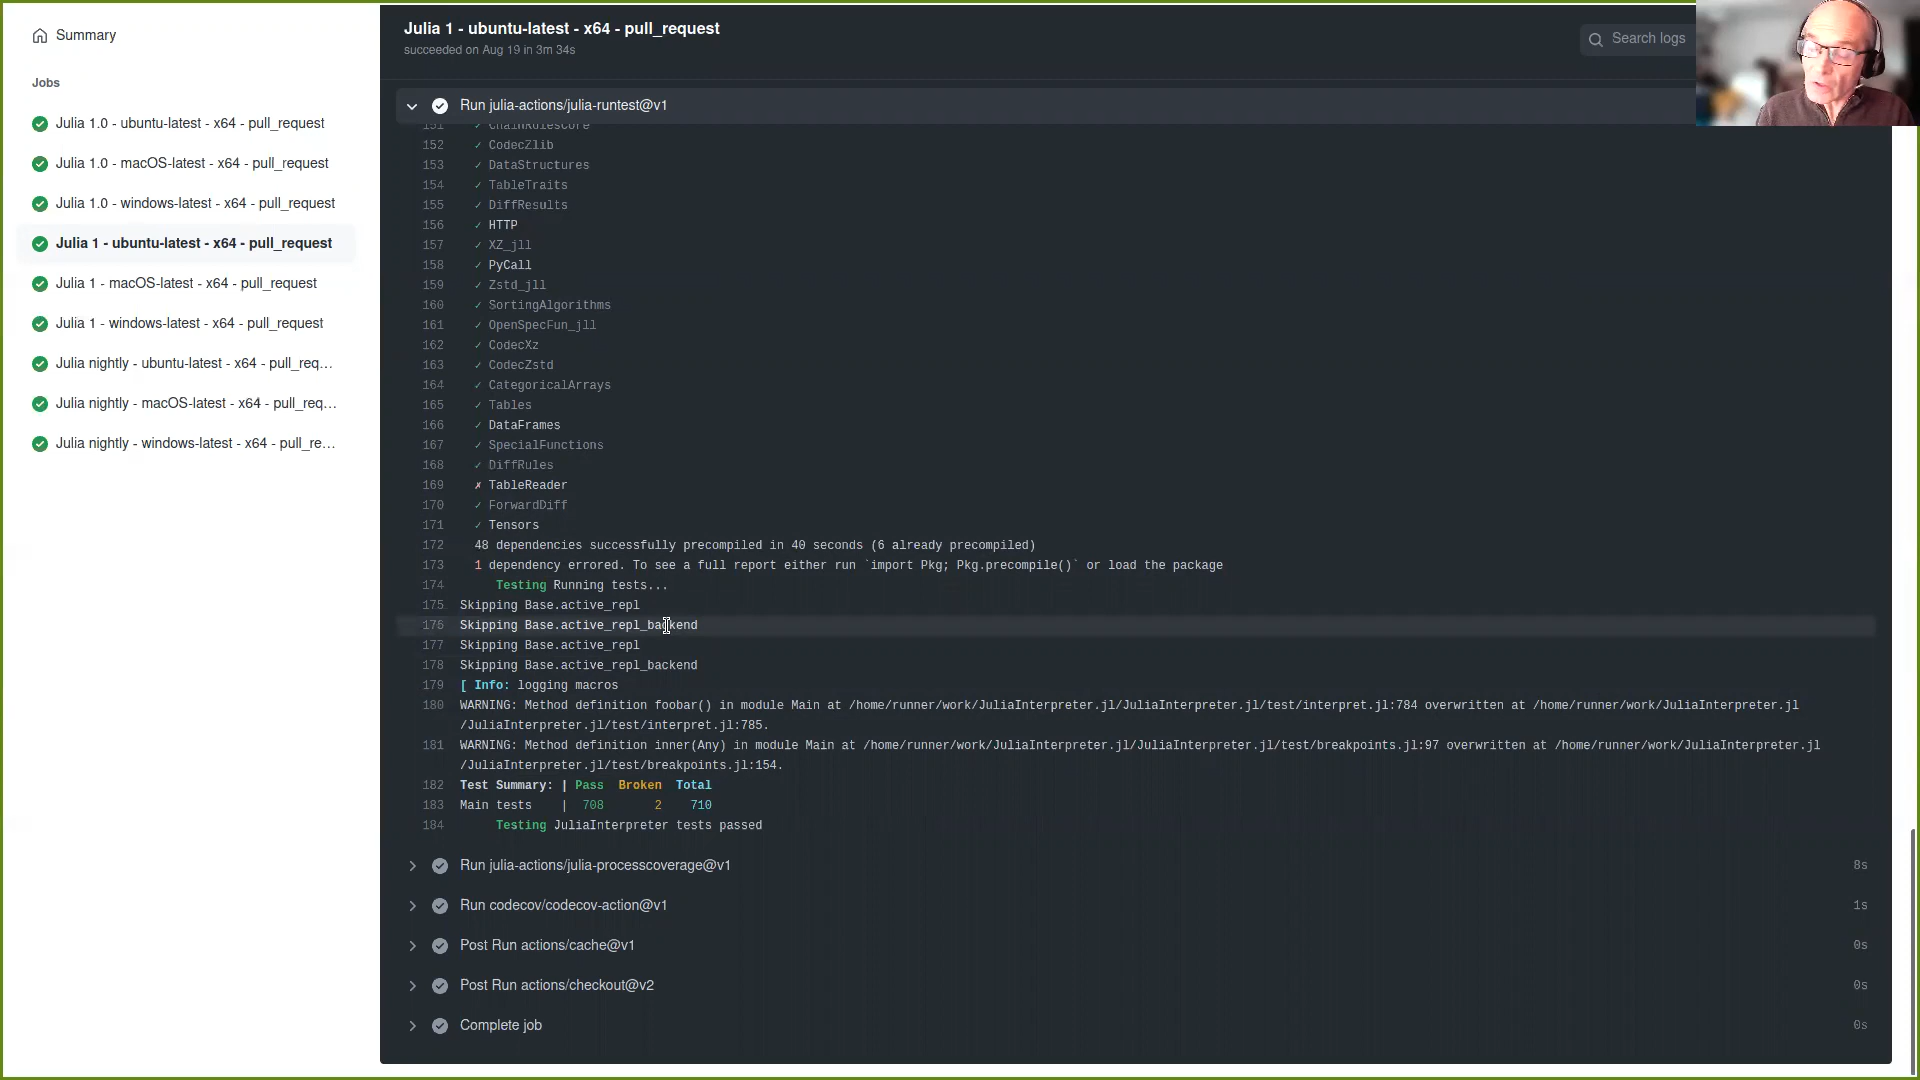 Summary
Jobs
Julia 1.0 - ubuntu-latest - x64 - pull_request
Julia 1.0 - macOS-latest - x64 - pull_request
Julia 1.0 - windows-latest - x64 - pull_request
Julia 1 - ubuntu-latest - x64 - pull_request
Julia 1 - macOS-latest - x64 - pull_request
Julia 1 - windows-latest - x64 - pull_request
Julia nightly - ubuntu-latest - x64 - pull_req...
Julia nightly - macOS-latest - x64 - pull_req...
Julia nightly - windows-latest - x64 - pull_re...
Julia 1 - ubuntu-latest - x64 - pull_request
succeeded on Aug 19 in 3m 34s
Search logs
Run julia-actions/julia-runtest@v1
151 ✓ ChainRulesCore
152 ✓ CodecZlib
153 ✓ DataStructures
154 ✓ TableTraits
155 ✓ DiffResults
156 ✓ HTTP
157 ✓ XZ_jll
158 ✓ PyCall
159 ✓ Zstd_jll
160 ✓ SortingAlgorithms
161 ✓ OpenSpecFun_jll
162 ✓ CodecXz
163 ✓ CodecZstd
164 ✓ CategoricalArrays
165 ✓ Tables
166 ✓ DataFrames
167 ✓ SpecialFunctions
168 ✓ DiffRules
169 ✗ TableReader
170 ✓ ForwardDiff
171 ✓ Tensors
172 48 dependencies successfully precompiled in 40 seconds (6 already precompiled)
173 1 dependency errored. To see a full report either run `import Pkg; Pkg.precompile()` or load the package
174 Testing Running tests...
175 Skipping Base.active_repl
176 Skipping Base.active_repl_backend
177 Skipping Base.active_repl
178 Skipping Base.active_repl_backend
179 [ Info: logging macros
180 WARNING: Method definition foobar() in module Main at /home/runner/work/JuliaInterpreter.jl/JuliaInterpreter.jl/test/interpret.jl:784 overwritten at /home/runner/work/JuliaInterpreter.jl
/JuliaInterpreter.jl/test/interpret.jl:785.
181 WARNING: Method definition inner(Any) in module Main at /home/runner/work/JuliaInterpreter.jl/JuliaInterpreter.jl/test/breakpoints.jl:97 overwritten at /home/runner/work/JuliaInterpreter.jl
/JuliaInterpreter.jl/test/breakpoints.jl:154.
182 Test Summary: | Pass Broken Total
183 Main tests | 708 2 710
184 Testing JuliaInterpreter tests passed
Run julia-actions/julia-processcoverage@v1 8s
Run codecov/codecov-action@v1 1s
Post Run actions/cache@v1 0s
Post Run actions/checkout@v2 0s
Complete job 0s